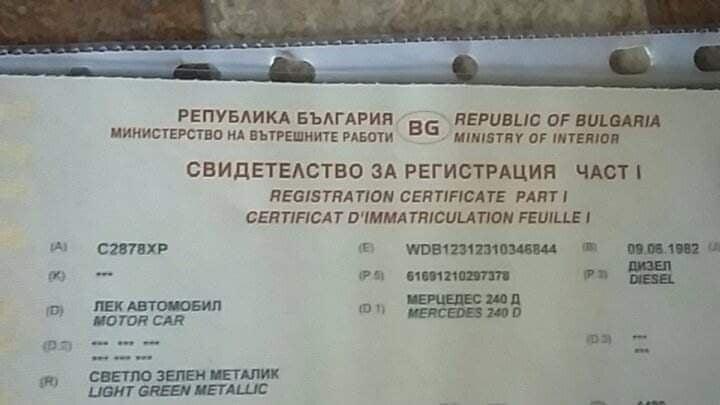 РЕПУБЛИКА БЪЛГАРИЯ BG REPUBLIC OF BULGARIA
МИНИСТЕРСТВО НА ВЪТРЕШНИТЕ РАБОТИ MINISTRY OF INTERIOR
СВИДЕТЕЛСТВО ЗА РЕГИСТРАЦИЯ ЧАСТ I
REGISTRATION CERTIFICATE PART I
CERTIFICAT D'IMMATRICULATION FEUILLE I
(A) C2878XP (E) WDB12312310346844 (B) 09.06.1982
(K) *** (P.5) 61691210297378 (P.3) ДИЗЕЛ
DIESEL
(D) ЛЕК АВТОМОБИЛ (D.1) МЕРЦЕДЕС 240 Д
MOTOR CAR MERCEDES 240 D
(D.2) *** *** *** (D.3) ***
*** *** *** ***
(R) СВЕТЛО ЗЕЛЕН МЕТАЛИК
LIGHT GREEN METALLIC